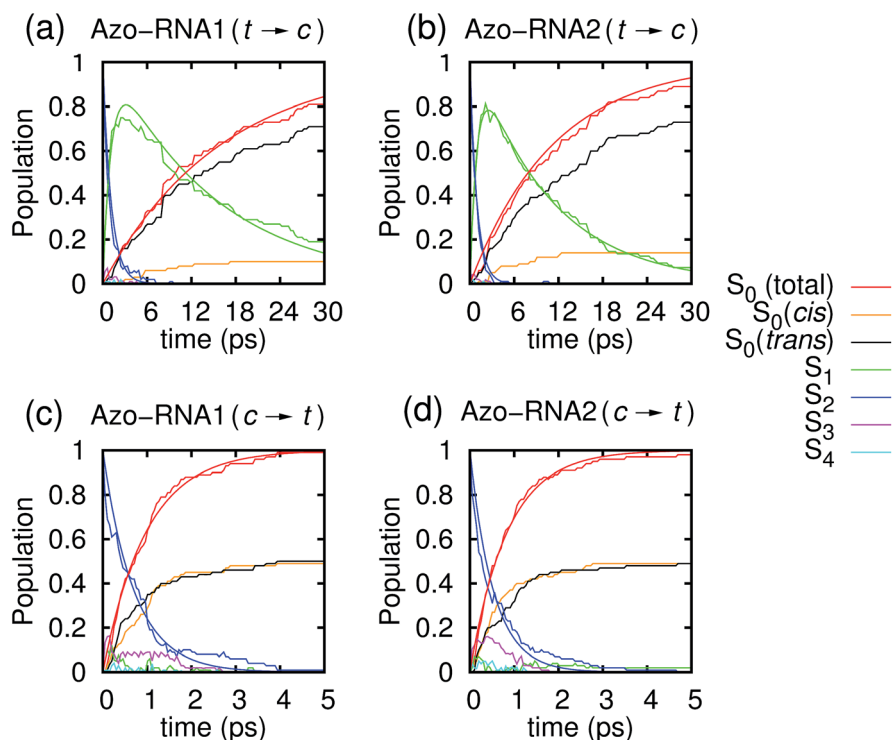 (a) Azo-RNA1 (t → c)
1
0.8
0.6
0.4
0.2
0
Population
0 6 12 18 24 30
time (ps)
(b) Azo-RNA2 (t → c)
1
0.8
0.6
0.4
0.2
0
Population
0 6 12 18 24 30
time (ps)
S0 (total)
S0(cis)
S0(trans)
S1
S2
S3
S4
(c) Azo-RNA1 (c → t)
1
0.8
0.6
0.4
0.2
0
Population
0 1 2 3 4 5
time (ps)
(d) Azo-RNA2 (c → t)
1
0.8
0.6
0.4
0.2
0
Population
0 1 2 3 4 5
time (ps)